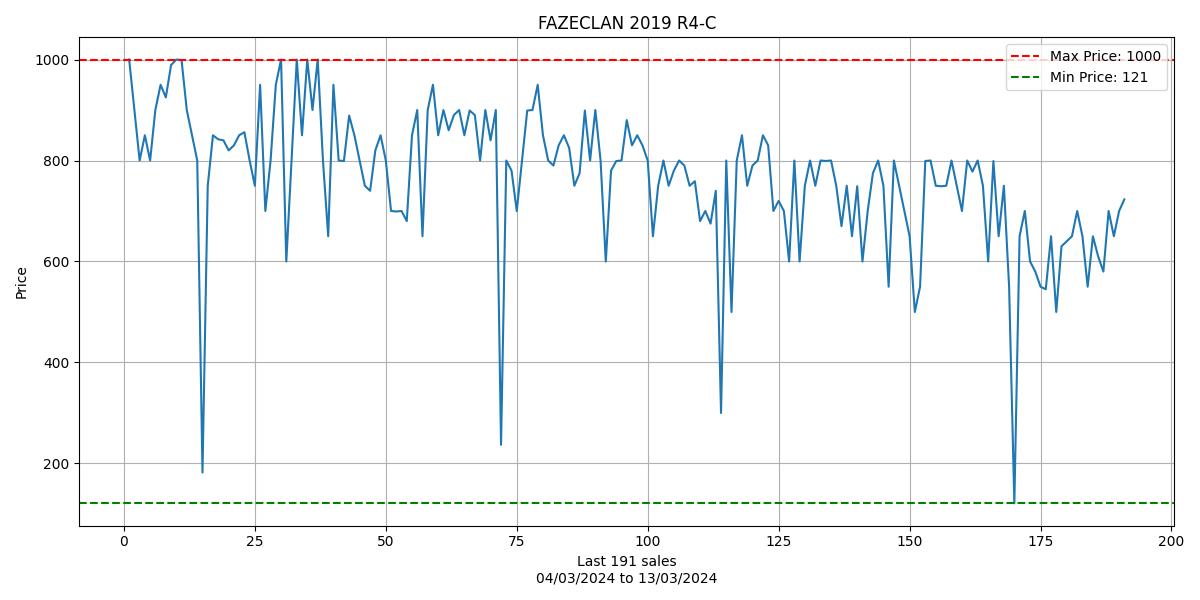 FAZECLAN 2019 R4-C
Max Price: 1000
Min Price: 121
Price
1000
800
600
400
200
0 25 50 75 100 125 150 175 200
Last 191 sales
04/03/2024 to 13/03/2024